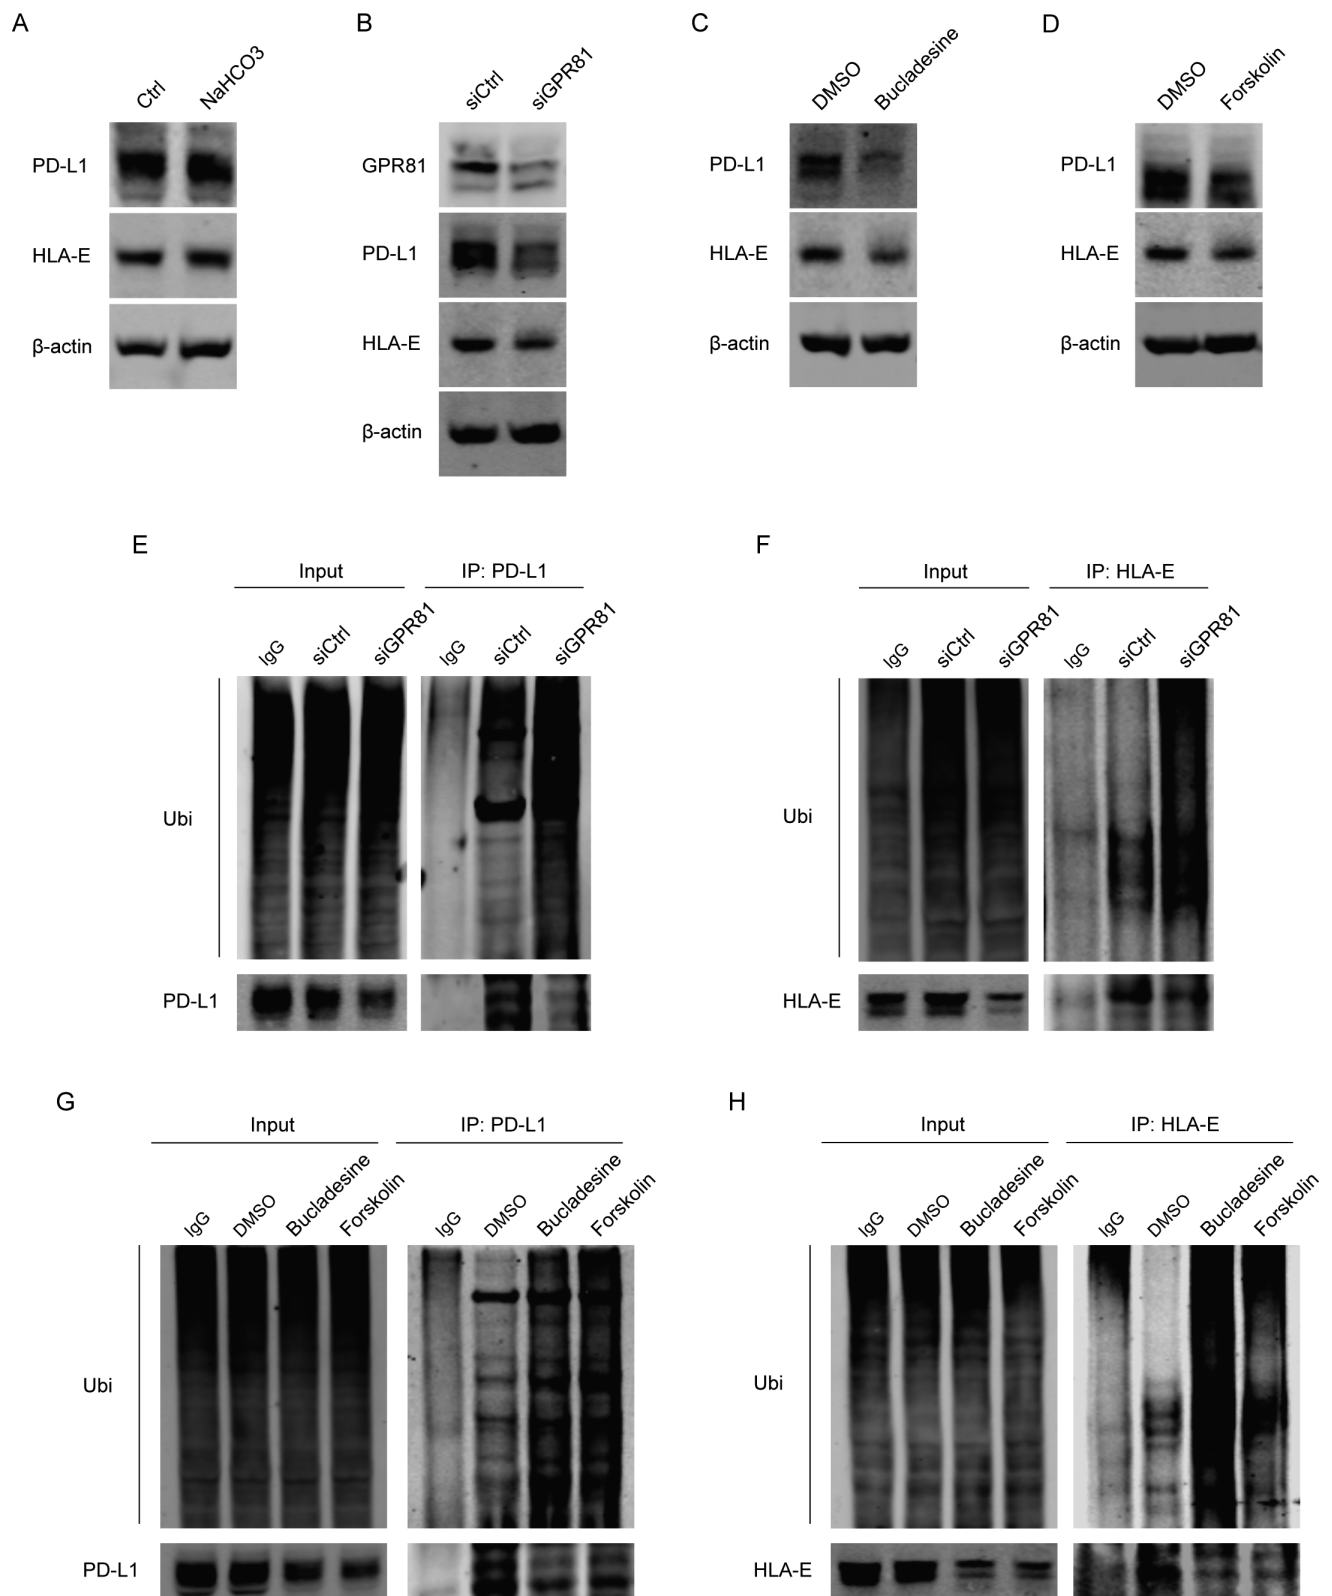 A
B
C
D
Ctrl
NaHCO3
siCtrl
siGPR81
DMSO
Bucladesine
DMSO
Forskolin
PD-L1
HLA-E
β-actin
GPR81
PD-L1
HLA-E
β-actin
PD-L1
HLA-E
β-actin
PD-L1
HLA-E
β-actin
E
Input
IP: PD-L1
IgG
siCtrl
siGPR81
IgG
siCtrl
siGPR81
Ubi
PD-L1
F
Input
IP: HLA-E
IgG
siCtrl
siGPR81
IgG
siCtrl
siGPR81
Ubi
HLA-E
G
Input
IP: PD-L1
IgG
DMSO
Bucladesine
Forskolin
IgG
DMSO
Bucladesine
Forskolin
Ubi
PD-L1
H
Input
IP: HLA-E
IgG
DMSO
Bucladesine
Forskolin
IgG
DMSO
Bucladesine
Forskolin
Ubi
HLA-E